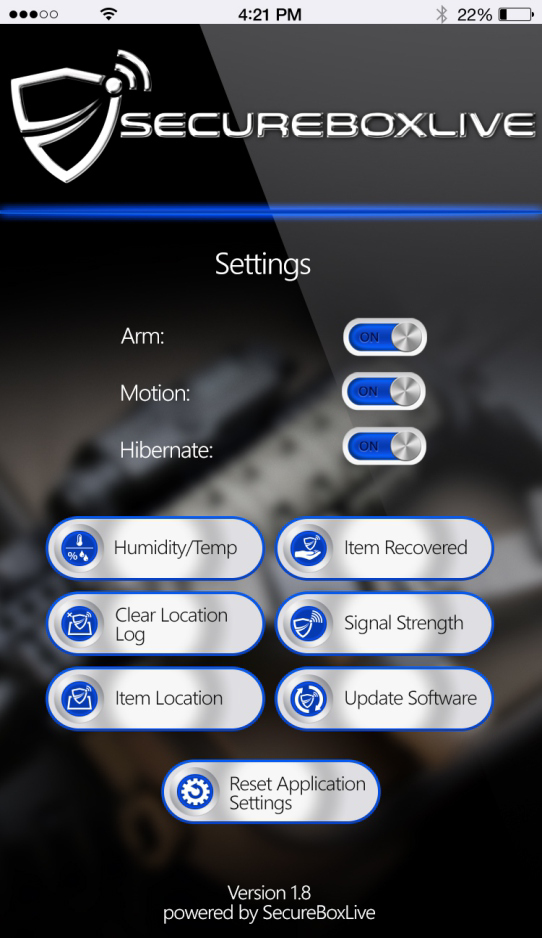 4:21 PM 22%
SECUREBOXLIVE
Settings
Arm: ON
Motion: ON
Hibernate: ON
% Humidity/Temp
Item Recovered
Clear Location
Log
Signal Strength
Item Location
Update Software
Reset Application
Settings
Version 1.8
powered by SecureBoxLive